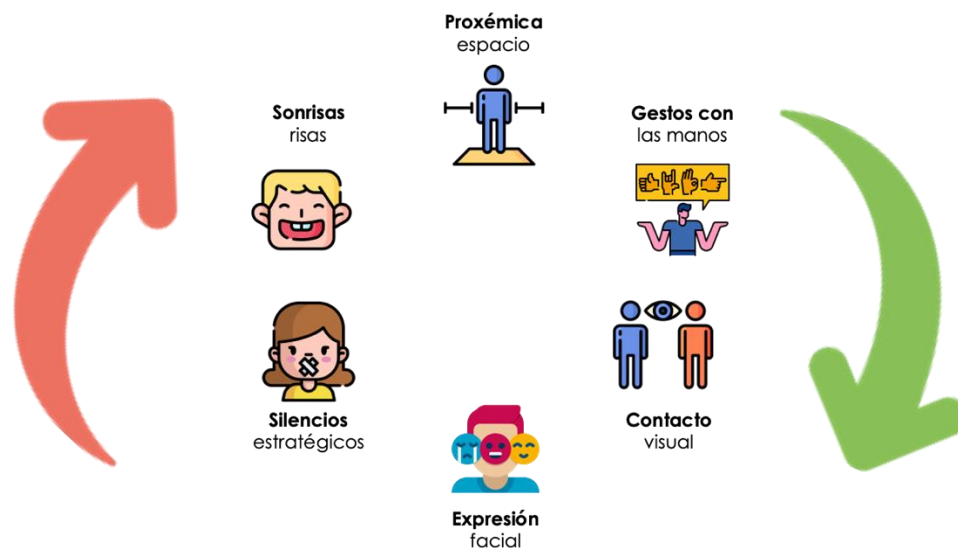 Proxémica
espacio
Sonrisas
risas
Gestos con
las manos
Silencios
estratégicos
Contacto
visual
Expresión
facial